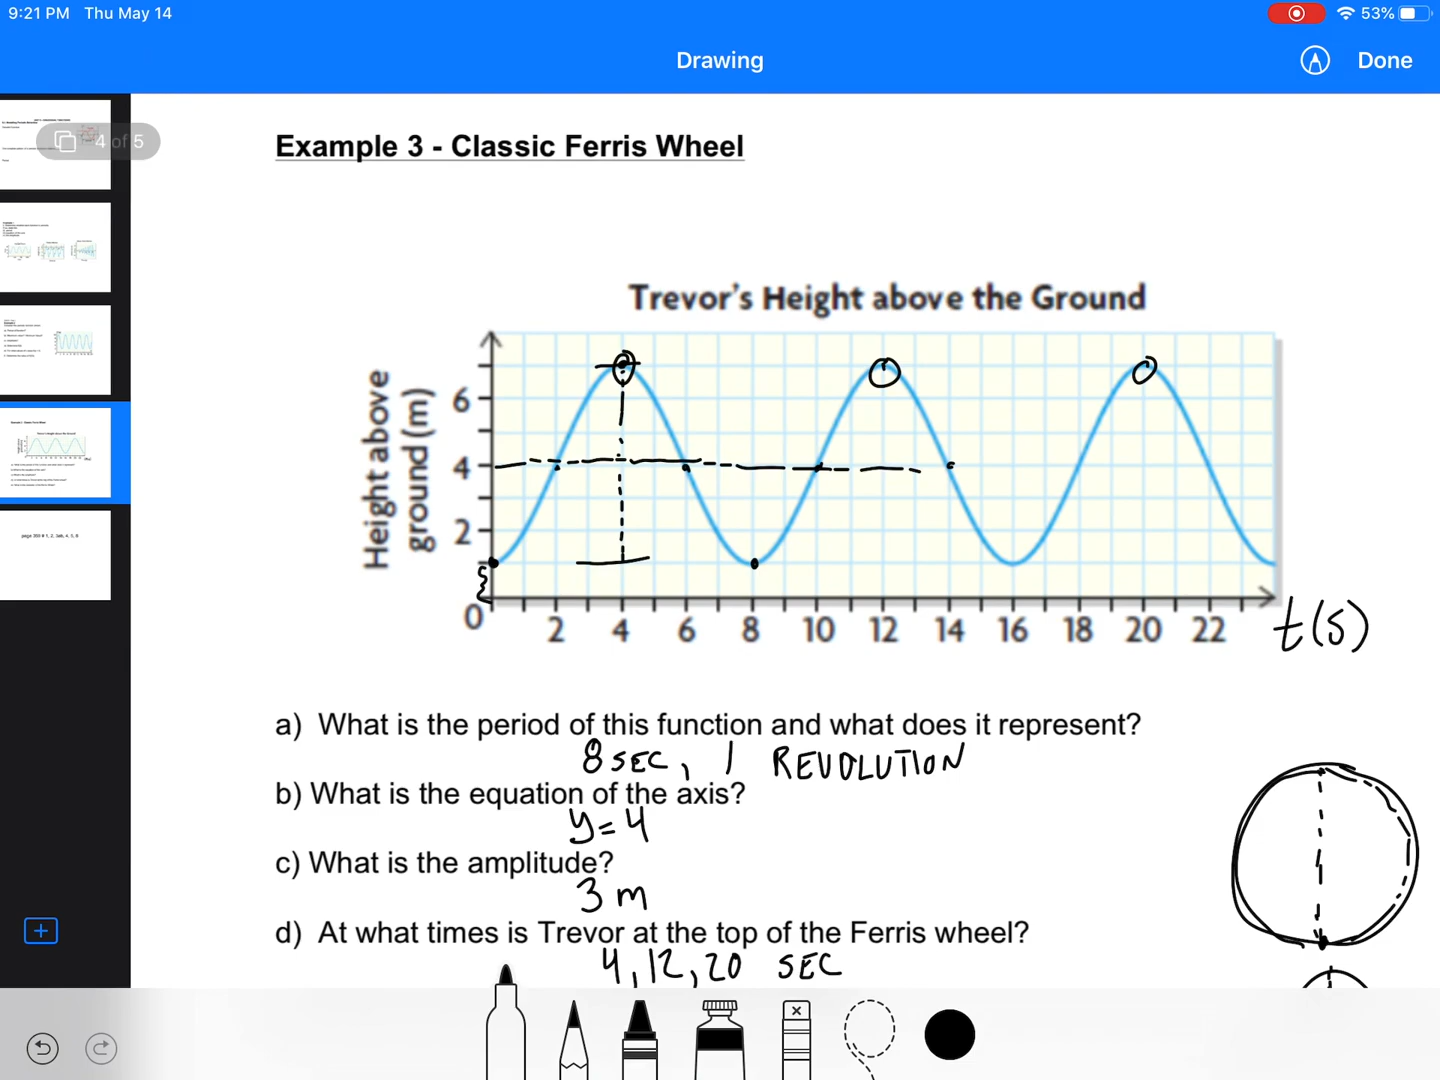 9:21 PM Thu May 14
53%
Drawing
Done
4 of 5
Example 3 - Classic Ferris Wheel
Trevor's Height above the Ground
Height above
ground (m)
6
4
2
0
2 4 6 8 10 12 14 16 18 20 22
t(s)
a) What is the period of this function and what does it represent?
8 SEC, 1 REVOLUTION
b) What is the equation of the axis?
y=4
c) What is the amplitude?
3 m
d) At what times is Trevor at the top of the Ferris wheel?
4, 12, 20 SEC